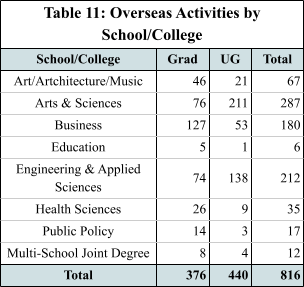 Table 11: Overseas Activities by
School/College
School/College Grad UG Total
Art/Artchitecture/Music 46 21 67
Arts & Sciences 76 211 287
Business 127 53 180
Education 5 1 6
Engineering & Applied
Sciences 74 138 212
Health Sciences 26 9 35
Public Policy 14 3 17
Multi-School Joint Degree 8 4 12
Total 376 440 816